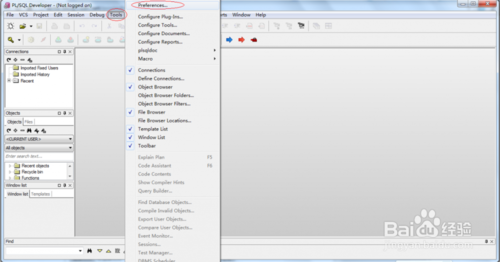 PL/SQL Developer - (Not logged on)
File VCS Project Edit Session Debug Tools
Window Help
Preferences...
Configure Plug-Ins...
Configure Tools...
Configure Documents...
Configure Reports...
plsqldoc
Macro
Connections
Define Connections...
Object Browser
Object Browser Folders...
Object Browser Filters...
File Browser
File Browser Locations...
Template List
Window List
Toolbar
Explain Plan F5
Code Assistant F6
Code Contents
Show Compiler Hints
Query Builder...
Find Database Objects...
Compile Invalid Objects...
Export User Objects...
Compare User Objects...
Event Monitor...
Sessions...
Test Manager...
DBMS Scheduler
Connections
Imported Fixed Users
Imported History
Recent
Objects
Objects Files
<CURRENT USER>
All objects
Enter text to search...
Recent objects
Recycle bin
Functions
Window list
Window list Templates
Find
Baidu 经验
jingyan.baidu.com